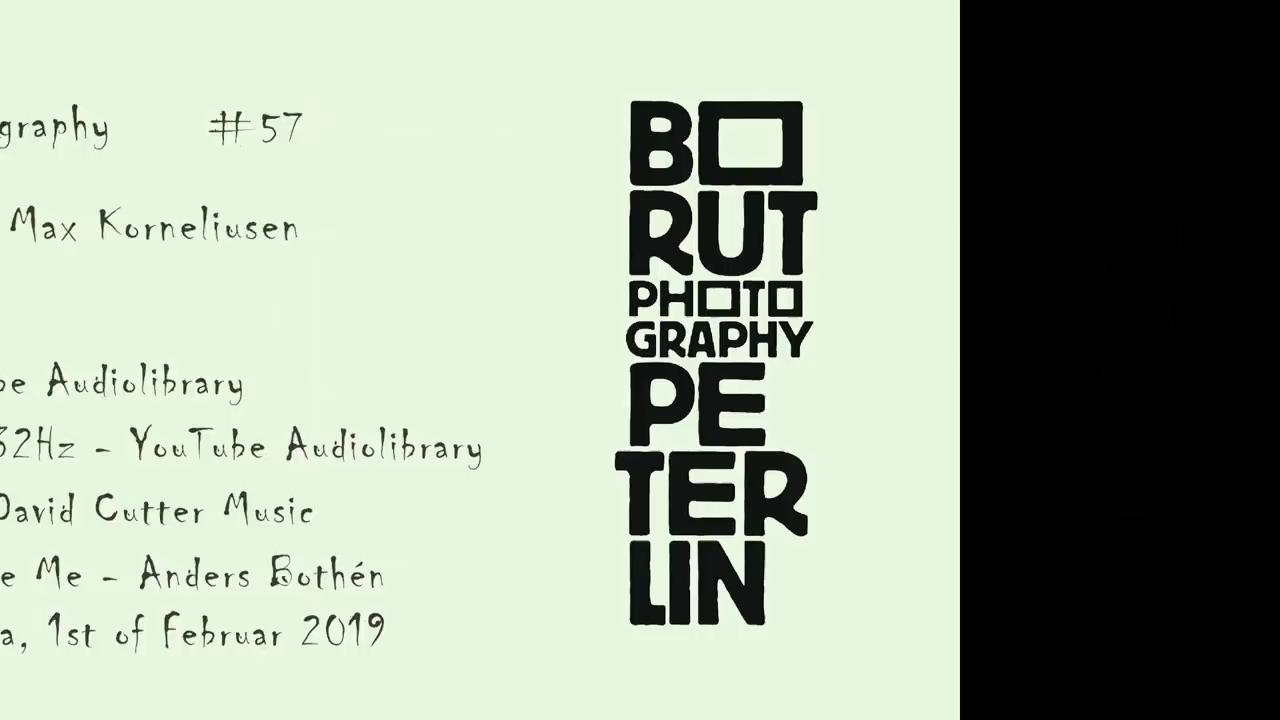 graphy #57
Max Korneliusen
be Audiolibrary
32Hz - YouTube Audiolibrary
David Cutter Music
e Me - Anders Bothén
a, 1st of Februar 2019
BO
RUT
PHOTO
GRAPHY
PE
TER
LIN